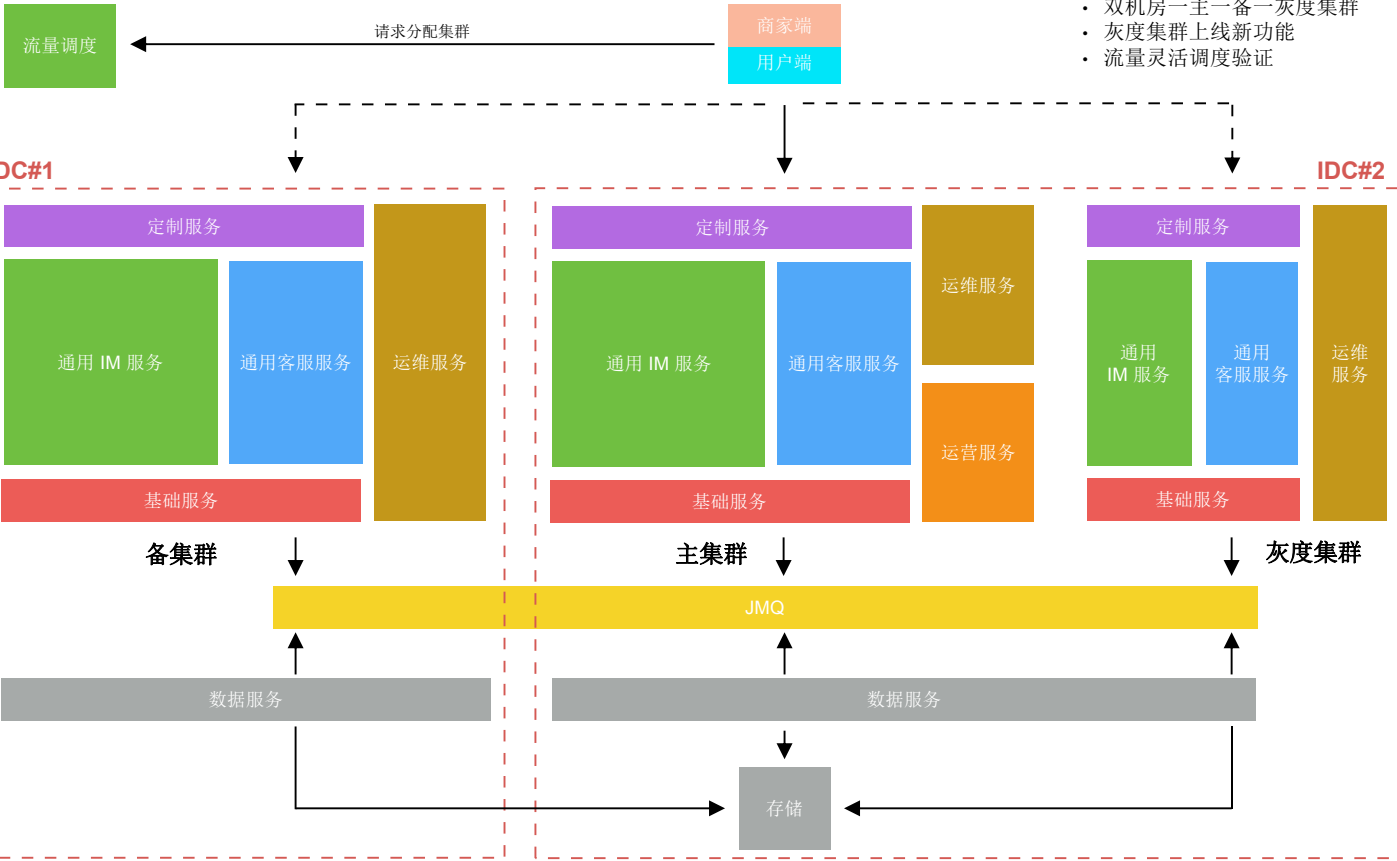 · 双机房一主一备一灰度集群
· 灰度集群上线新功能
· 流量灵活调度验证
流量调度
请求分配集群
商家端
用户端
DC#1
IDC#2
定制服务
通用 IM 服务
通用客服服务
运维服务
基础服务
备集群
定制服务
通用 IM 服务
通用客服服务
运维服务
运营服务
基础服务
主集群
定制服务
通用
IM 服务
通用
客服服务
运维
服务
基础服务
灰度集群
JMQ
数据服务
数据服务
存储